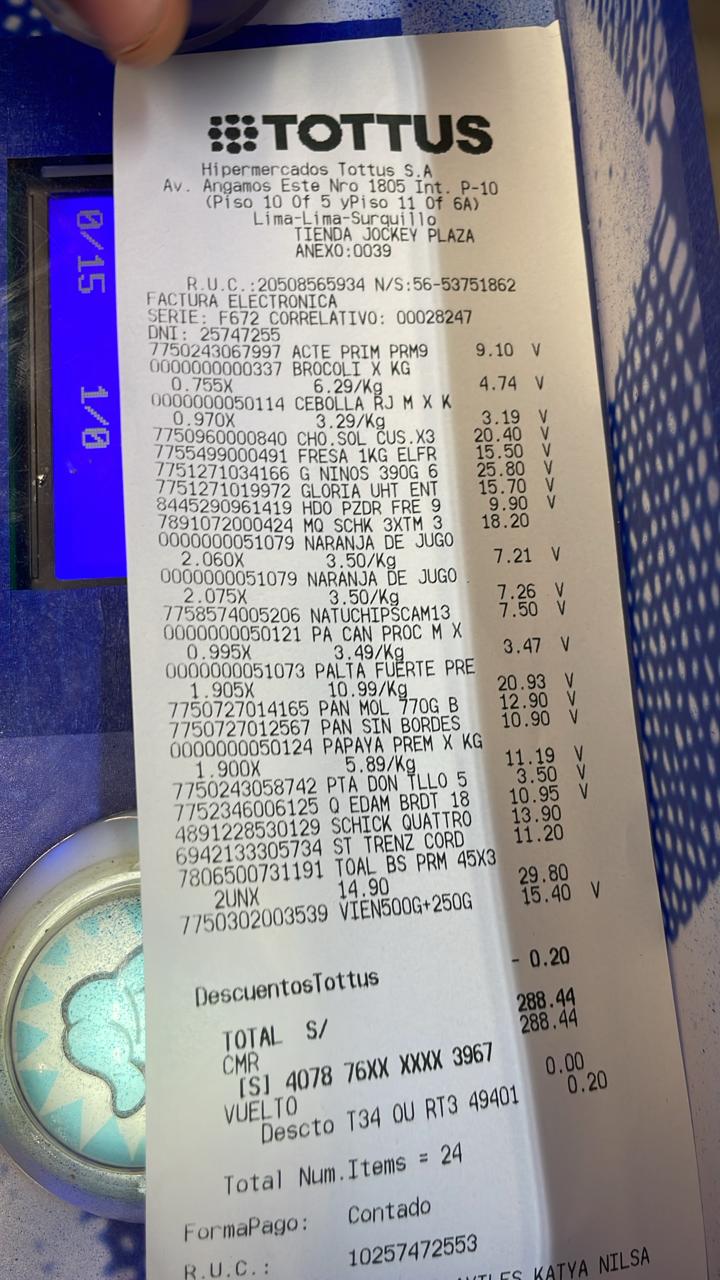 TOTTUS
Hipermercados Tottus S.A
Av. Angamos Este Nro 1805 Int. P-10
(Piso 10 Of 5 yPiso 11 Of 6A)
Lima-Lima-Surquillo
TIENDA JOCKEY PLAZA
ANEXO:0039
R.U.C.:20508565934 N/S:56-53751862
FACTURA ELECTRONICA
SERIE: F672 CORRELATIVO: 00028247
DNI: 25747255
7750243067997 ACTE PRIM PRM9 9.10 V
0000000000337 BROCOLI X KG
0.755X 6.29/Kg 4.74 V
0000000050114 CEBOLLA RJ M X K
0.970X 3.29/Kg 3.19 V
7750960000840 CHO.SOL CUS.X3 20.40 V
7755499000491 FRESA 1KG ELFR 15.50 V
7751271034166 G NINOS 390G 6 25.80 V
7751271019972 GLORIA UHT ENT 15.70 V
8445290961419 HDO PZDR FRE 9 9.90 V
7891072000424 MQ SCHK 3XTM 3 18.20
0000000051079 NARANJA DE JUGO
2.060X 3.50/Kg 7.21 V
0000000051079 NARANJA DE JUGO
2.075X 3.50/Kg 7.26 V
7758574005206 NATUCHIPSCAM13 7.50 V
0000000050121 PA CAN PROC M X
0.995X 3.49/Kg 3.47 V
0000000051073 PALTA FUERTE PRE
1.905X 10.99/Kg 20.93 V
7750727014165 PAN MOL 770G B 12.90 V
7750727012567 PAN SIN BORDES 10.90 V
0000000050124 PAPAYA PREM X KG
1.900X 5.89/Kg 11.19 V
7750243058742 PTA DON TLLO 5 3.50 V
7752346006125 Q EDAM BRDT 18 10.95 V
4891228530129 SCHICK QUATTRO 13.90
6942133305734 ST TRENZ CORD 11.20
7806500731191 TOAL BS PRM 45X3
2UNX 14.90 29.80
7750302003539 VIEN500G+250G 15.40 V
DescuentosTottus - 0.20
TOTAL S/ 288.44
CMR 288.44
[S] 4078 76XX XXXX 3967
VUELTO 0.00
Descto T34 OU RT3 49401 0.20
Total Num.Items = 24
FormaPago: Contado
R.U.C.: 10257472553
KATYA NILSA
0/15
1/0